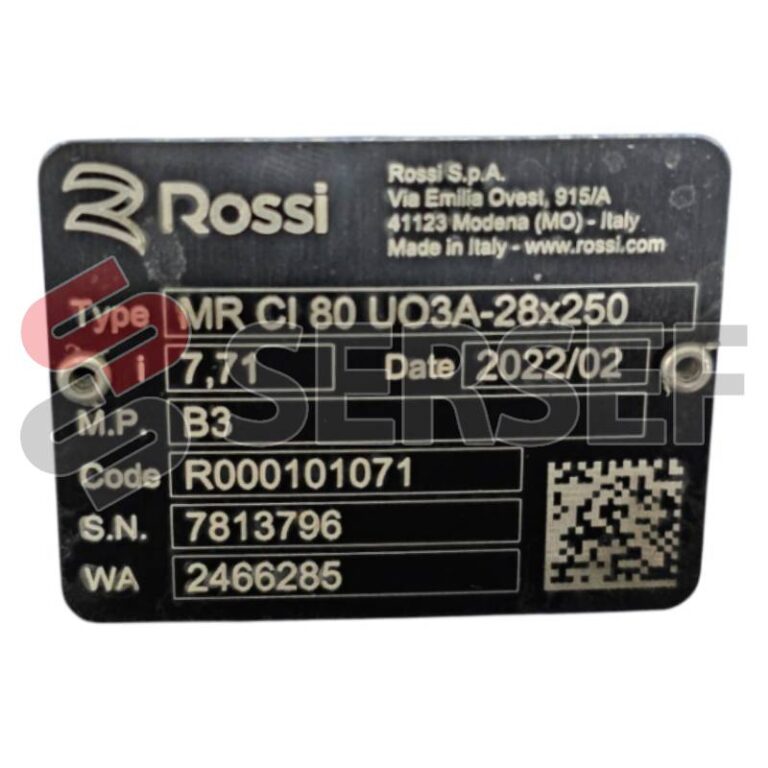 Rossi
Rossi S.p.A.
Via Emilia Ovest, 915/A
41123 Modena (MO) - Italy
Made in Italy - www.rossi.com
Type MR CI 80 UO3A-28x250
i 7,71 Date 2022/02
SERSEF
M.P. B3
Code R000101071
S.N. 7813796
WA 2466285